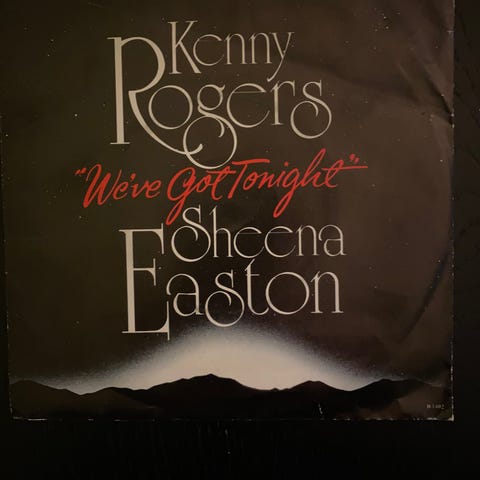 Kenny
Rogers
"We've Got Tonight"
Sheena
Easton